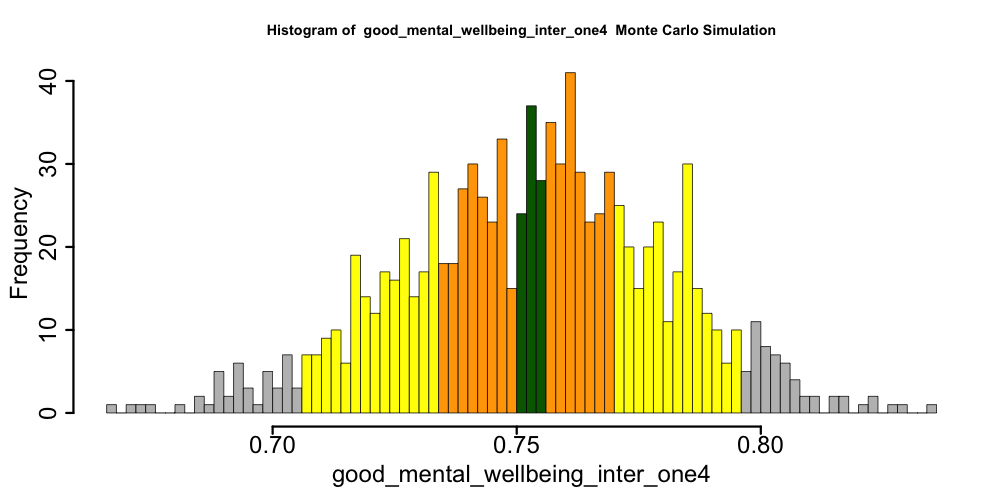 Histogram of  good_mental_wellbeing_inter_one4  Monte Carlo Simulation
Frequency
40
30
20
10
0
0.70 0.75 0.80
good_mental_wellbeing_inter_one4